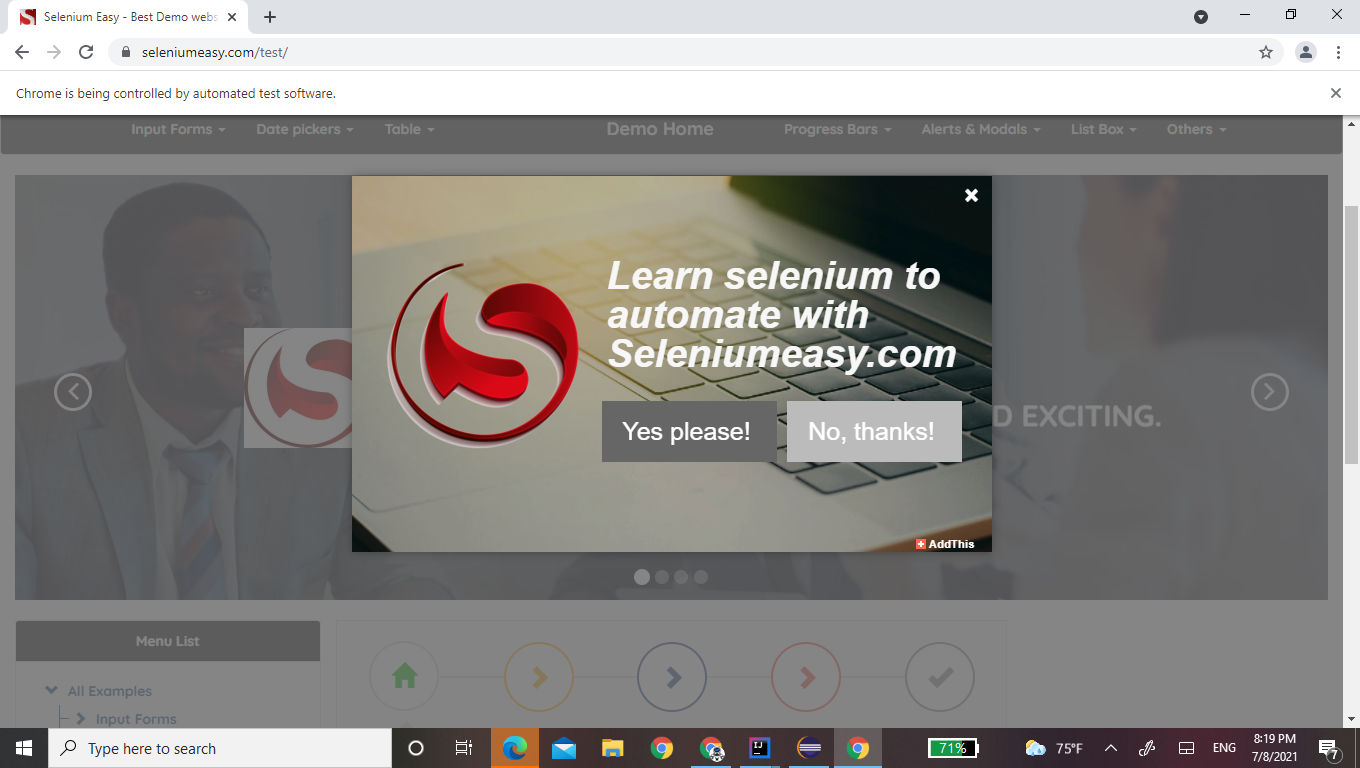 Selenium Easy - Best Demo webs
seleniumeasy.com/test/
Chrome is being controlled by automated test software.
Input Forms
Date pickers
Table
Demo Home
Progress Bars
Alerts & Modals
List Box
Others
Learn selenium to
automate with
Seleniumeasy.com
D EXCITING.
Yes please!
No, thanks!
AddThis
Menu List
All Examples
Input Forms
Type here to search
IJ
71%
75°F
ENG
8:19 PM
7/8/2021
7